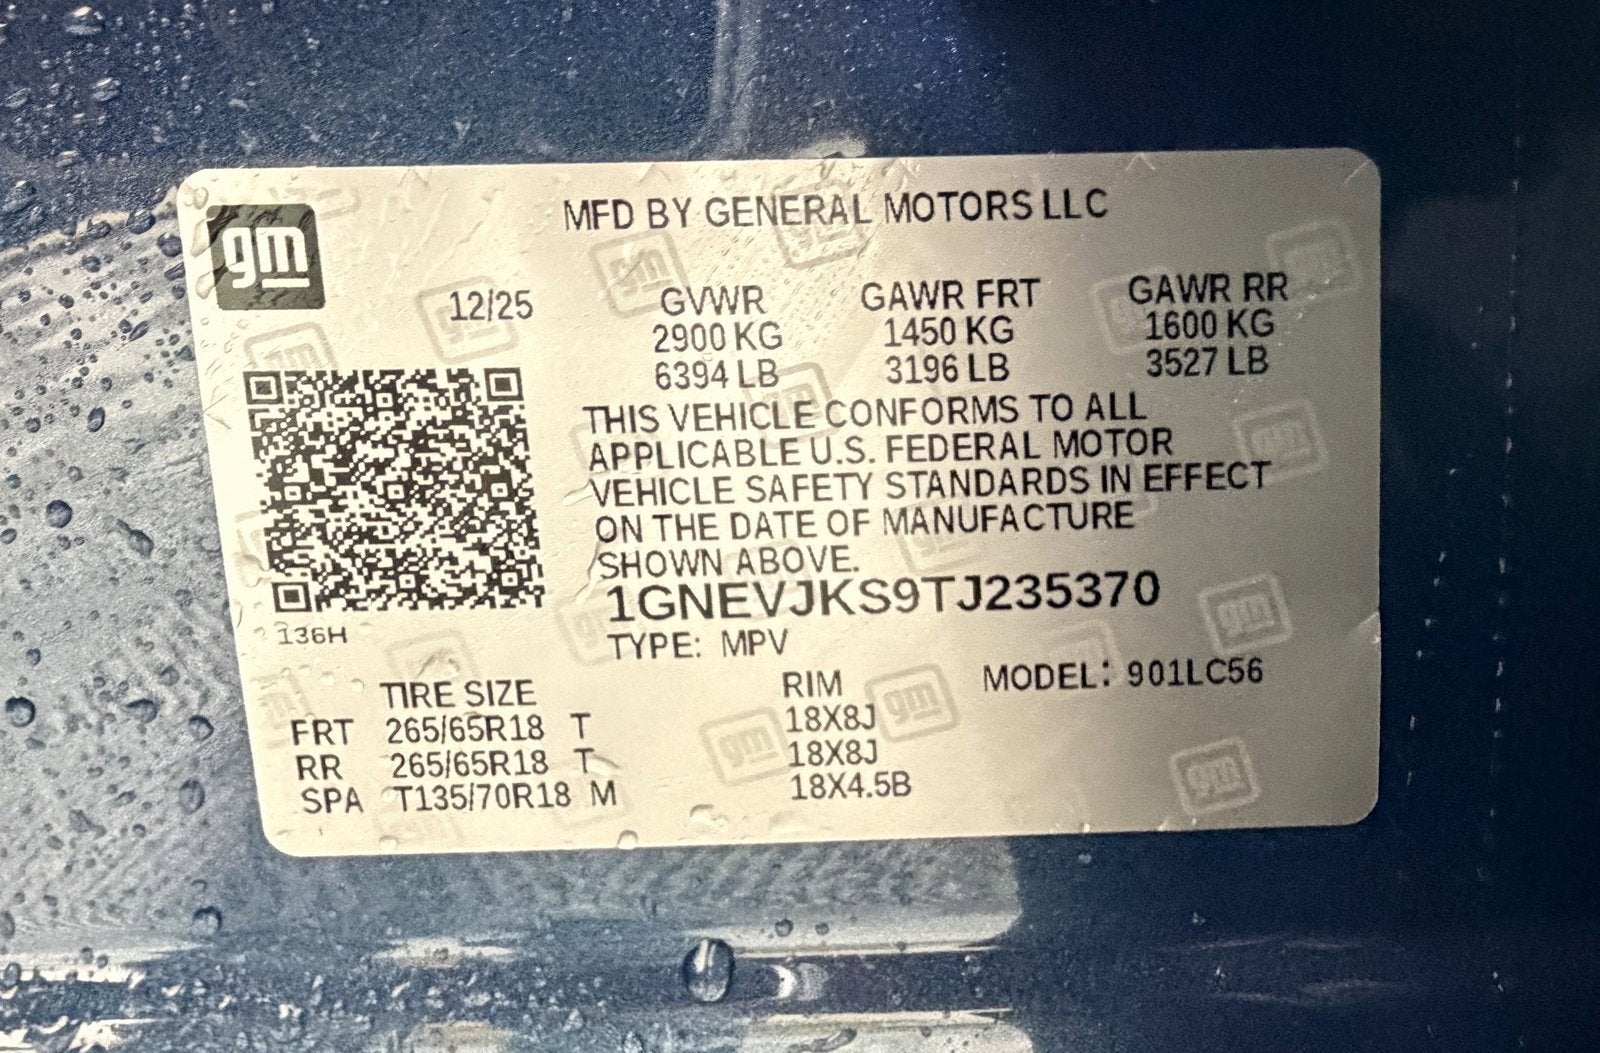 gm
MFD BY GENERAL MOTORS LLC
12/25
GVWR GAWR FRT GAWR RR
2900 KG 1450 KG 1600 KG
6394 LB 3196 LB 3527 LB
THIS VEHICLE CONFORMS TO ALL
APPLICABLE U.S. FEDERAL MOTOR
VEHICLE SAFETY STANDARDS IN EFFECT
ON THE DATE OF MANUFACTURE
SHOWN ABOVE.
1GNEVJKS9TJ235370
136H
TYPE: MPV
MODEL: 901LC56
TIRE SIZE RIM
FRT 265/65R18 T 18X8J
RR 265/65R18 T 18X8J
SPA T135/70R18 M 18X4.5B